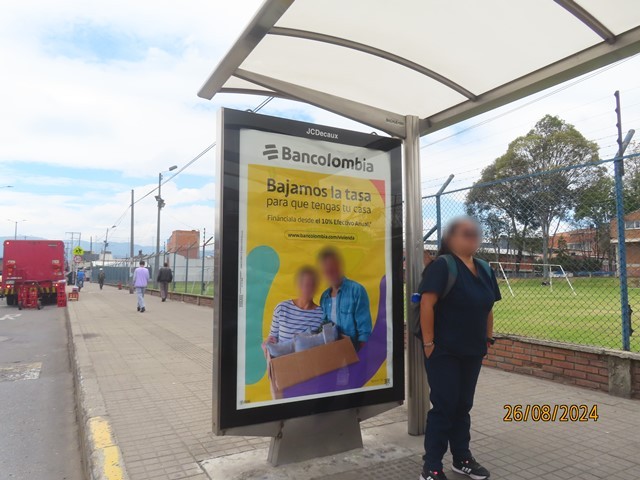 JCDecaux
Bancolombia
Bajamos la tasa
para que tengas tu casa
Finánciala desde el 10% Efectivo Anual*
www.bancolombia.com/vivienda
26/08/2024